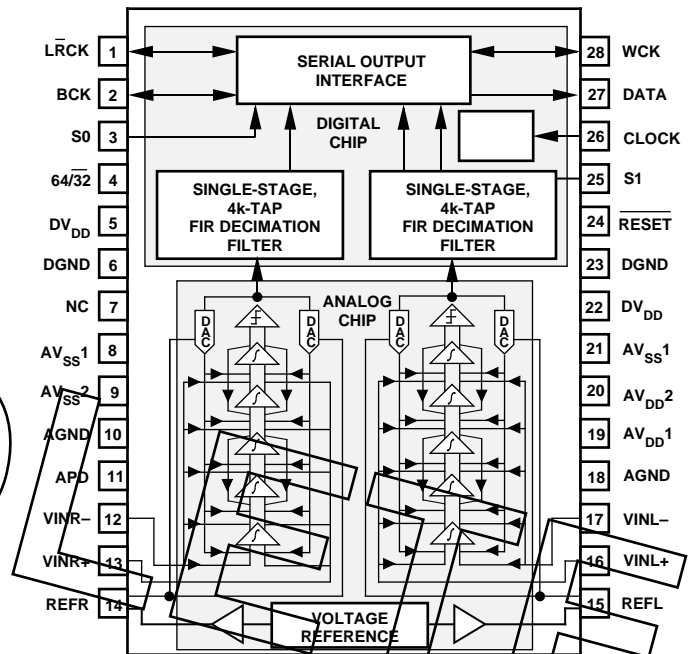 LRCK 1
BCK 2
S0 3
64/32 4
DVDD 5
DGND 6
NC 7
AVSS1 8
AVSS2 9
AGND 10
APD 11
VINR– 12
VINR+ 13
REFR 14
SERIAL OUTPUT
INTERFACE
DIGITAL
CHIP
SINGLE-STAGE,
4k-TAP
FIR DECIMATION
FILTER
SINGLE-STAGE,
4k-TAP
FIR DECIMATION
FILTER
ANALOG
CHIP
DAC
DAC
DAC
DAC
∫
∫
∫
∫
∫
∫
∫
∫
∫
∫
VOLTAGE
REFERENCE
28 WCK
27 DATA
26 CLOCK
25 S1
24 RESET
23 DGND
22 DVDD
21 AVSS1
20 AVDD2
19 AVDD1
18 AGND
17 VINL–
16 VINL+
15 REFL